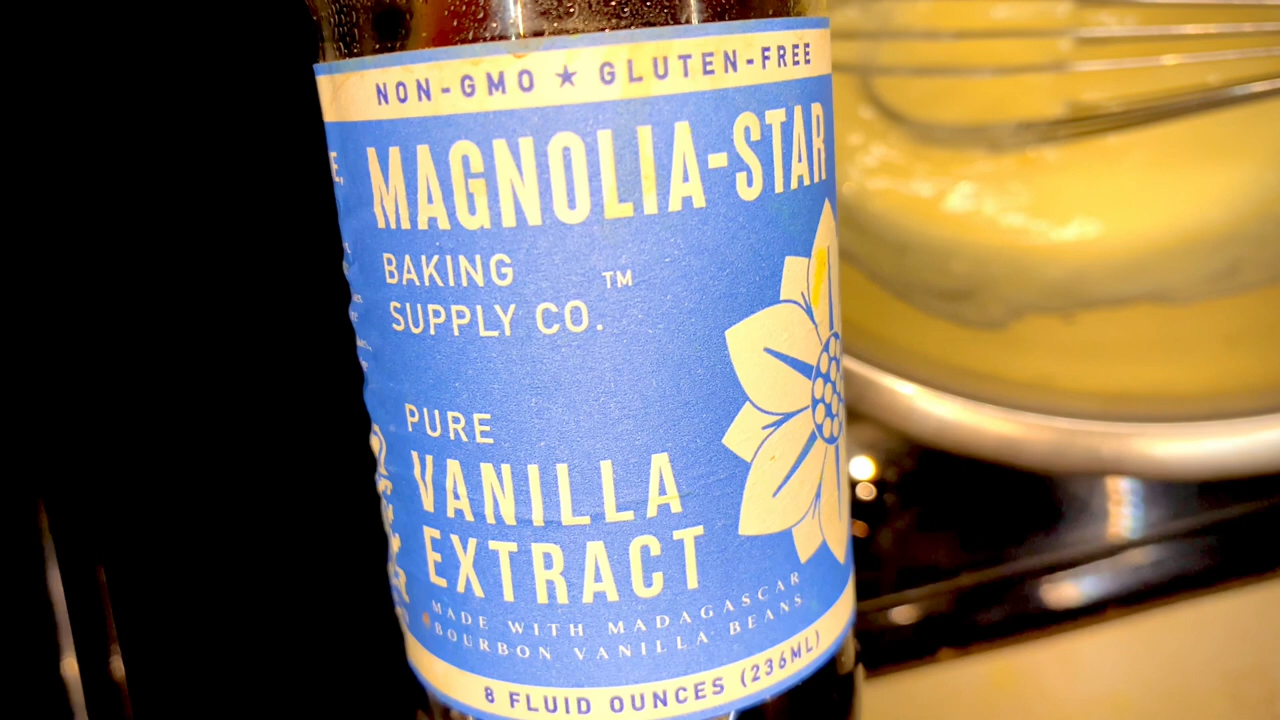 NON-GMO ★ GLUTEN-FREE
MAGNOLIA-STAR
BAKING
SUPPLY CO.™
PURE
VANILLA
EXTRACT
MADE WITH MADAGASCAR
BOURBON VANILLA BEANS
8 FLUID OUNCES (236ML)